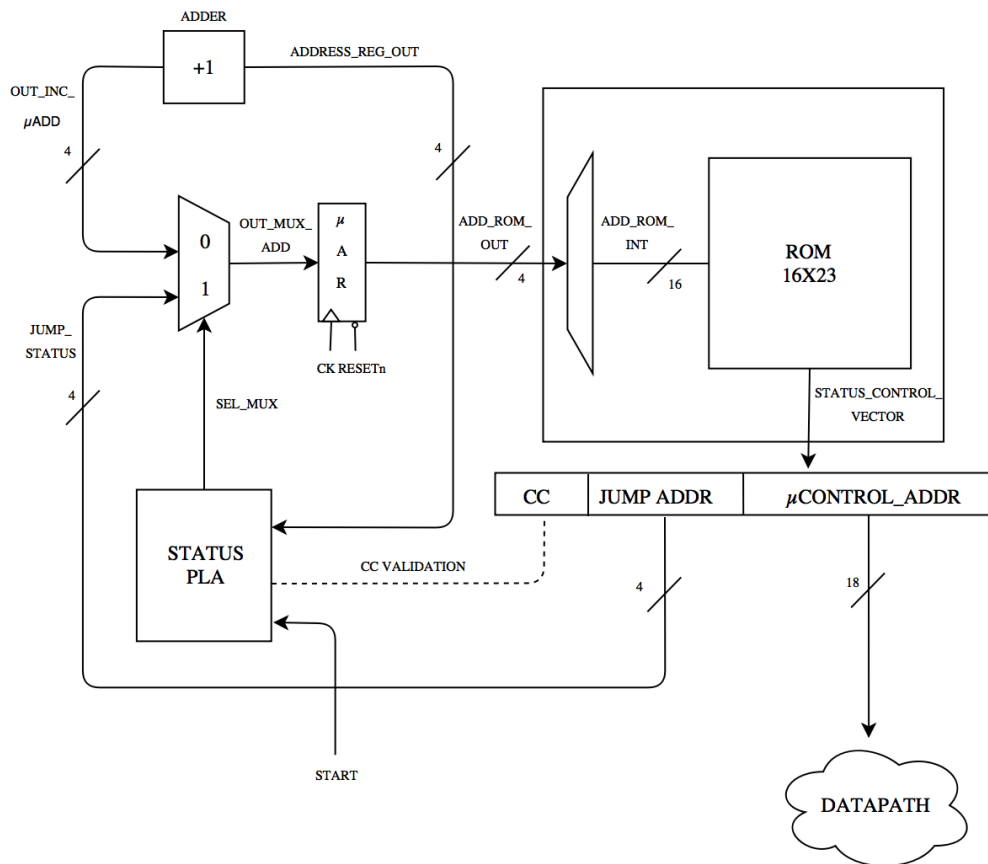 ADDER
+1
ADDRESS_REG_OUT
OUT_INC_
µADD
4
4
0
1
OUT_MUX_
ADD
µ
A
R
CK RESETn
ADD_ROM_
OUT
4
ADD_ROM_
INT
16
ROM
16X23
JUMP_
STATUS
4
SEL_MUX
STATUS_CONTROL_
VECTOR
CC
JUMP ADDR
µCONTROL_ADDR
STATUS
PLA
CC VALIDATION
4
18
START
DATAPATH